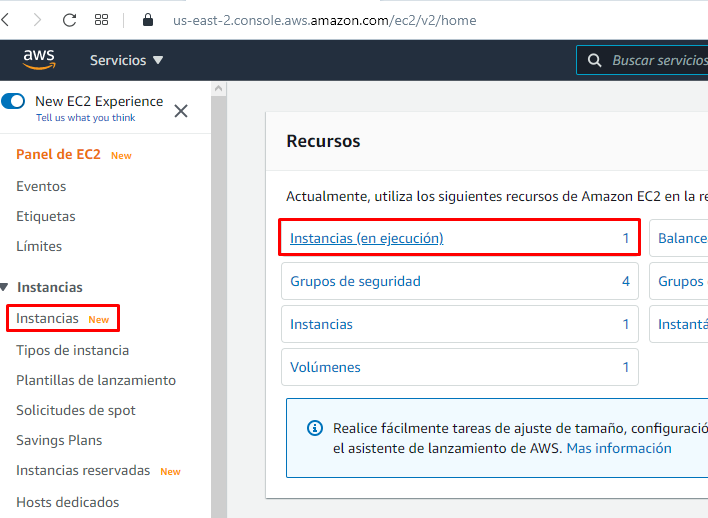 us-east-2.console.aws.amazon.com/ec2/v2/home
aws
Servicios
Buscar servicios
New EC2 Experience
Tell us what you think
Panel de EC2 New
Eventos
Etiquetas
Límites
Instancias
Instancias New
Tipos de instancia
Plantillas de lanzamiento
Solicitudes de spot
Savings Plans
Instancias reservadas New
Hosts dedicados
Recursos
Actualmente, utiliza los siguientes recursos de Amazon EC2 en la re
Instancias (en ejecución) 1
Balance
Grupos de seguridad 4
Grupos
Instancias 1
Instantá
Volúmenes 1
Realice fácilmente tareas de ajuste de tamaño, configuració
el asistente de lanzamiento de AWS. Mas información